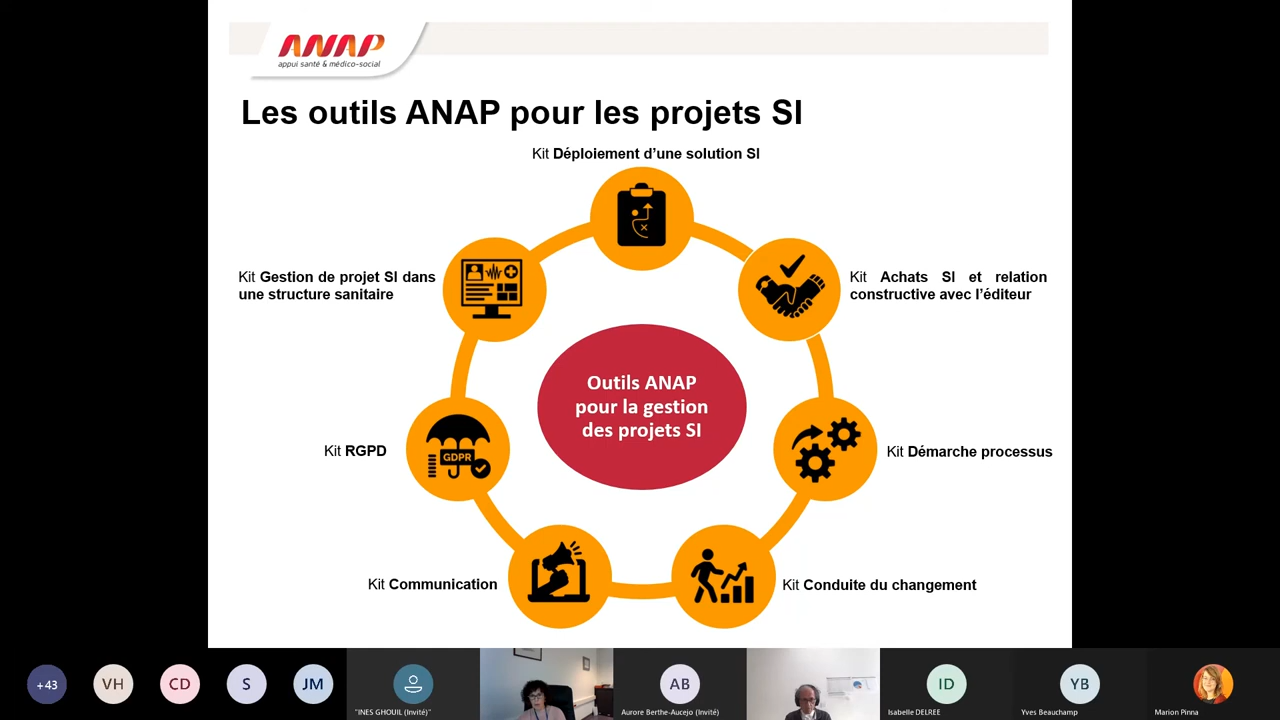 ANAP
appui santé & médico-social
Les outils ANAP pour les projets SI
Kit Déploiement d'une solution SI
Kit Gestion de projet SI dans
une structure sanitaire
Kit Achats SI et relation
constructive avec l'éditeur
Outils ANAP
pour la gestion
des projets SI
Kit RGPD
GDPR
Kit Démarche processus
Kit Communication
Kit Conduite du changement
+43
VH
CD
S
JM
"INES GHOUIL (Invité)"
AB
Aurore Berthe-Aucejo (Invité)
ID
Isabelle DELREE
YB
Yves Beauchamp
Marion Pinna